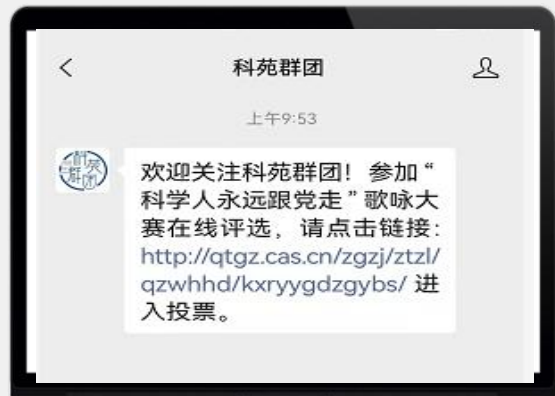 科苑群团
上午9:53
欢迎关注科苑群团！参加“
科学人永远跟党走”歌咏大
赛在线评选，请点击链接：
http://qtgz.cas.cn/zgzj/ztzl/
qzwhhd/kxryygdzgybs/ 进
入投票。